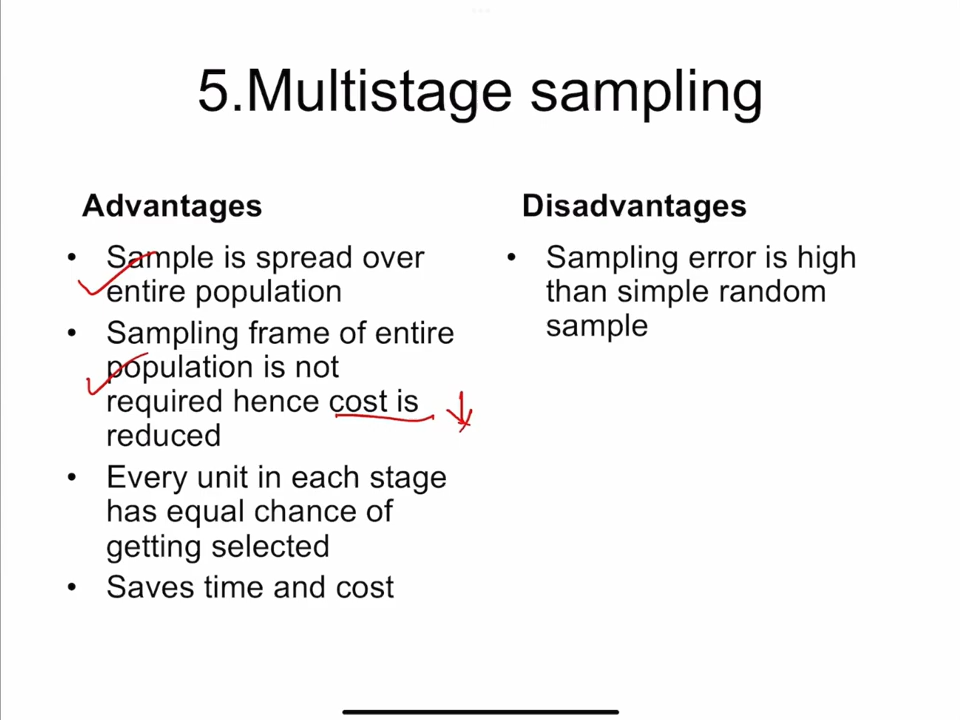 5.Multistage sampling
Advantages
• Sample is spread over
entire population
• Sampling frame of entire
population is not
required hence cost is
reduced
• Every unit in each stage
has equal chance of
getting selected
• Saves time and cost
Disadvantages
• Sampling error is high
than simple random
sample